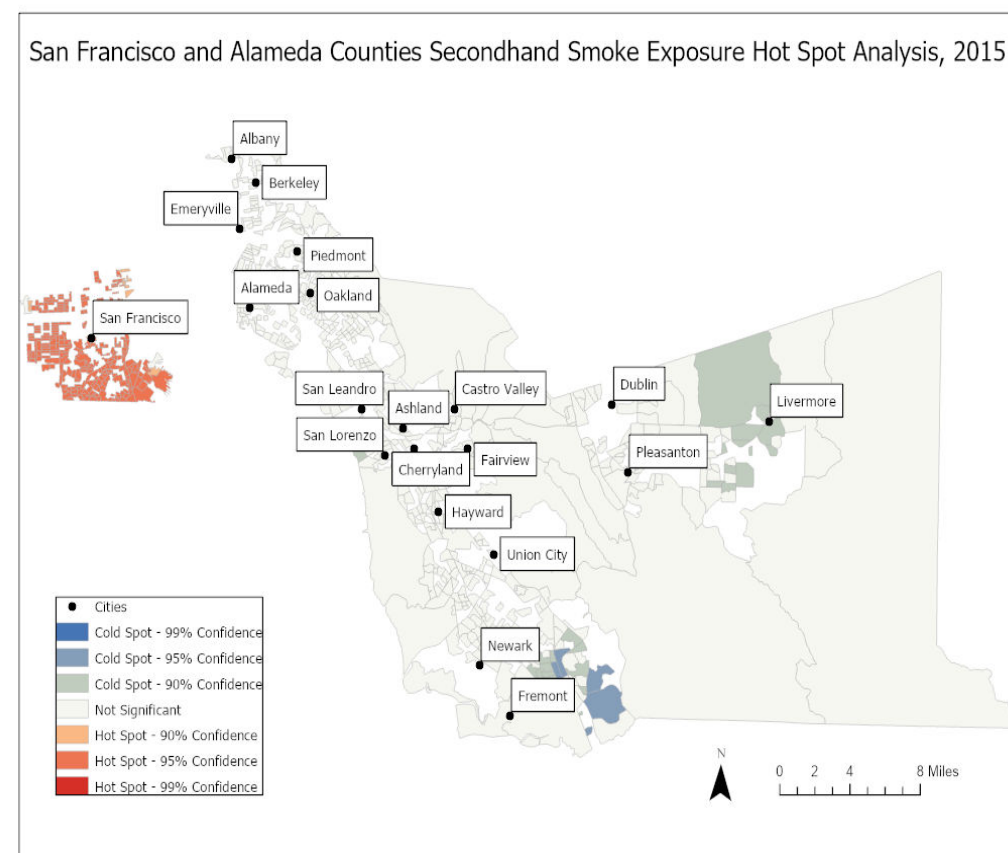 San Francisco and Alameda Counties Secondhand Smoke Exposure Hot Spot Analysis, 2015
Albany
Berkeley
Emeryville
Piedmont
Alameda
Oakland
San Francisco
San Leandro
Ashland
Castro Valley
Dublin
Livermore
San Lorenzo
Cherryland
Fairview
Pleasanton
Hayward
Union City
Newark
Fremont
Cities
Cold Spot - 99% Confidence
Cold Spot - 95% Confidence
Cold Spot - 90% Confidence
Not Significant
Hot Spot - 90% Confidence
Hot Spot - 95% Confidence
Hot Spot - 99% Confidence
N
0 2 4 8 Miles